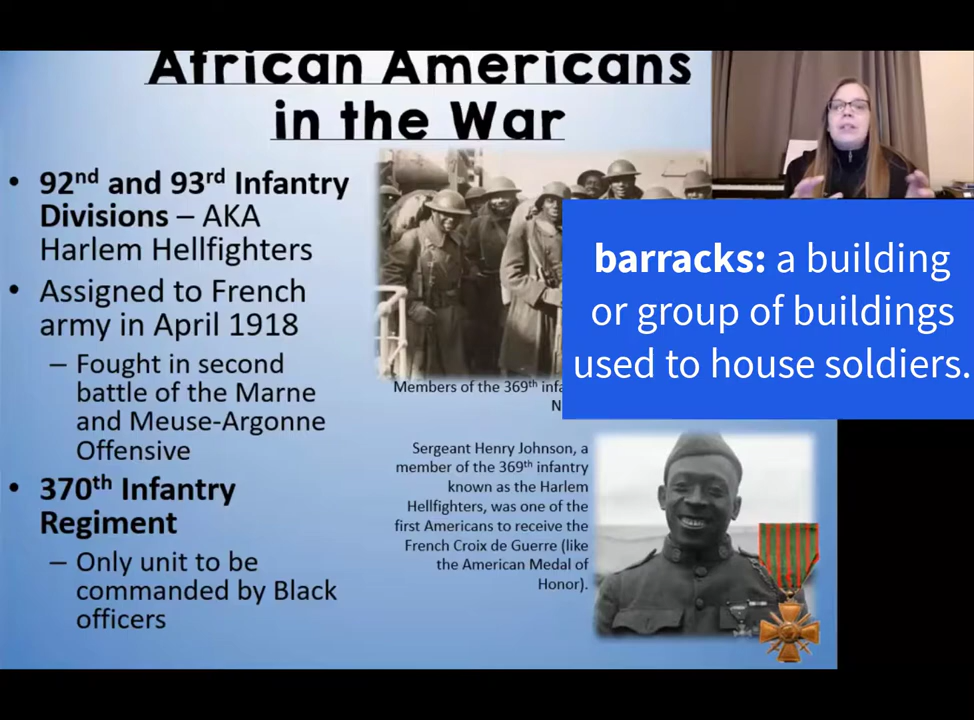 African Americans
in the War
• 92nd and 93rd Infantry
Divisions – AKA
Harlem Hellfighters
• Assigned to French
army in April 1918
– Fought in second
battle of the Marne
and Meuse-Argonne
Offensive
• 370th Infantry
Regiment
– Only unit to be
commanded by Black
officers
barracks: a building
or group of buildings
used to house soldiers.
Members of the 369th
Sergeant Henry Johnson, a
member of the 369th infantry
known as the Harlem
Hellfighters, was one of the
first Americans to receive the
French Croix de Guerre (like
the American Medal of
Honor).